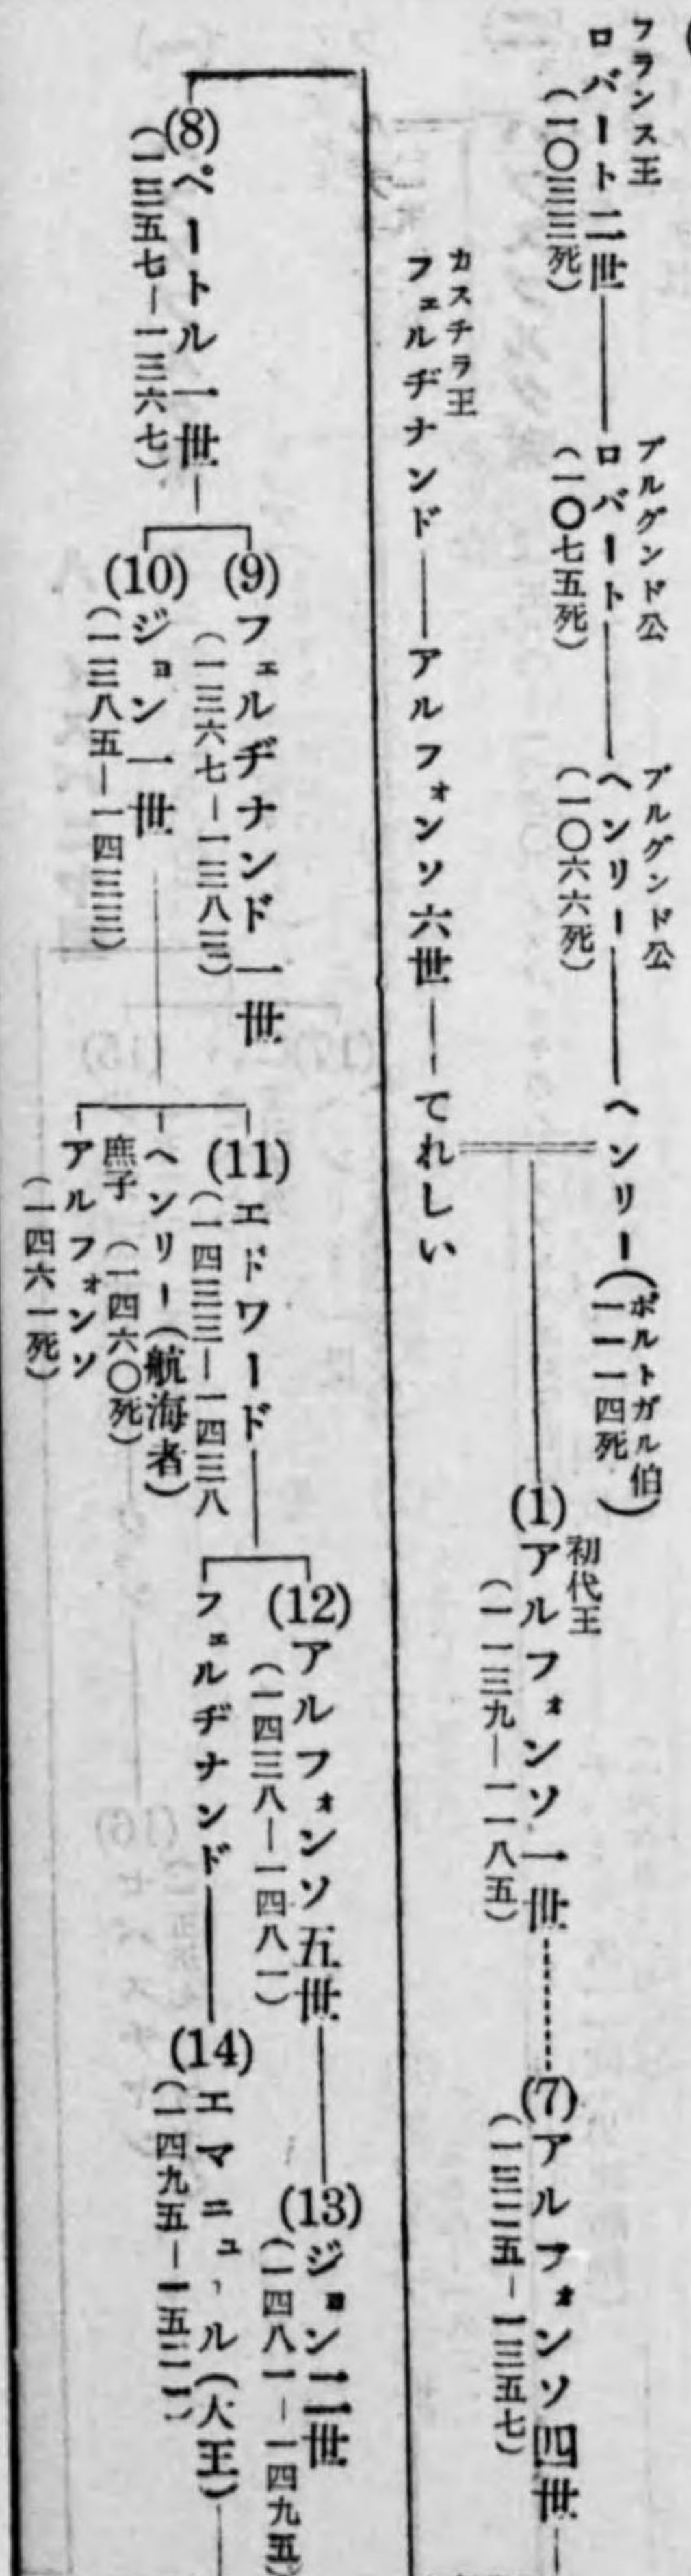 フランス王
ロバート二世
(一〇三三死)
ブルグンド公
ロバート
(一〇七五死)
ブルグンド公
ヘンリー
(一〇六六死)
ヘンリー(ポルトガル伯
一一一四死)
カスチラ王
フェルヂナンド
アルフォンソ六世
てれしい
(1)
初代王
アルフォンソ一世
(一一三九―一一八五)
(7)
アルフォンソ四世
(一三二五―一三五七)
(8)
ペートル一世
(一三五七―一三六七)
(9)
フェルヂナンド一世
(一三六七―一三八三)
(10)
ジョン一世
(一三八五―一四三三)
(11)
エドワード
(一四三三―一四三八
ヘンリー(航海者)
(一四六〇死)
庶子
アルフォンソ
(一四六一死)
(12)
アルフォンソ五世
(一四三八―一四八一)
(13)
ジョン二世
(一四八一―一四九五)
フェルヂナンド
(14)
エマニュール(大王)
(一四九五―一五二一)